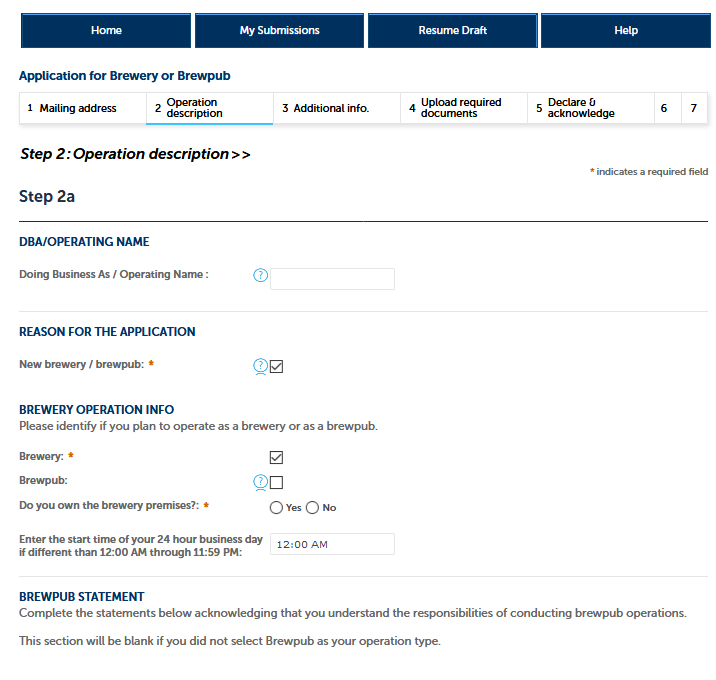 Home My Submissions Resume Draft Help
Application for Brewery or Brewpub
1 Mailing address
2 Operation
description
3 Additional info.
4 Upload required
documents
5 Declare &
acknowledge
6
7
Step 2: Operation description>>
* indicates a required field
Step 2a
DBA/OPERATING NAME
Doing Business As / Operating Name : ?
REASON FOR THE APPLICATION
New brewery / brewpub: * ?
BREWERY OPERATION INFO
Please identify if you plan to operate as a brewery or as a brewpub.
Brewery: *
Brewpub: ?
Do you own the brewery premises?: * Yes No
Enter the start time of your 24 hour business day
if different than 12:00 AM through 11:59 PM:
12:00 AM
BREWPUB STATEMENT
Complete the statements below acknowledging that you understand the responsibilities of conducting brewpub operations.
This section will be blank if you did not select Brewpub as your operation type.